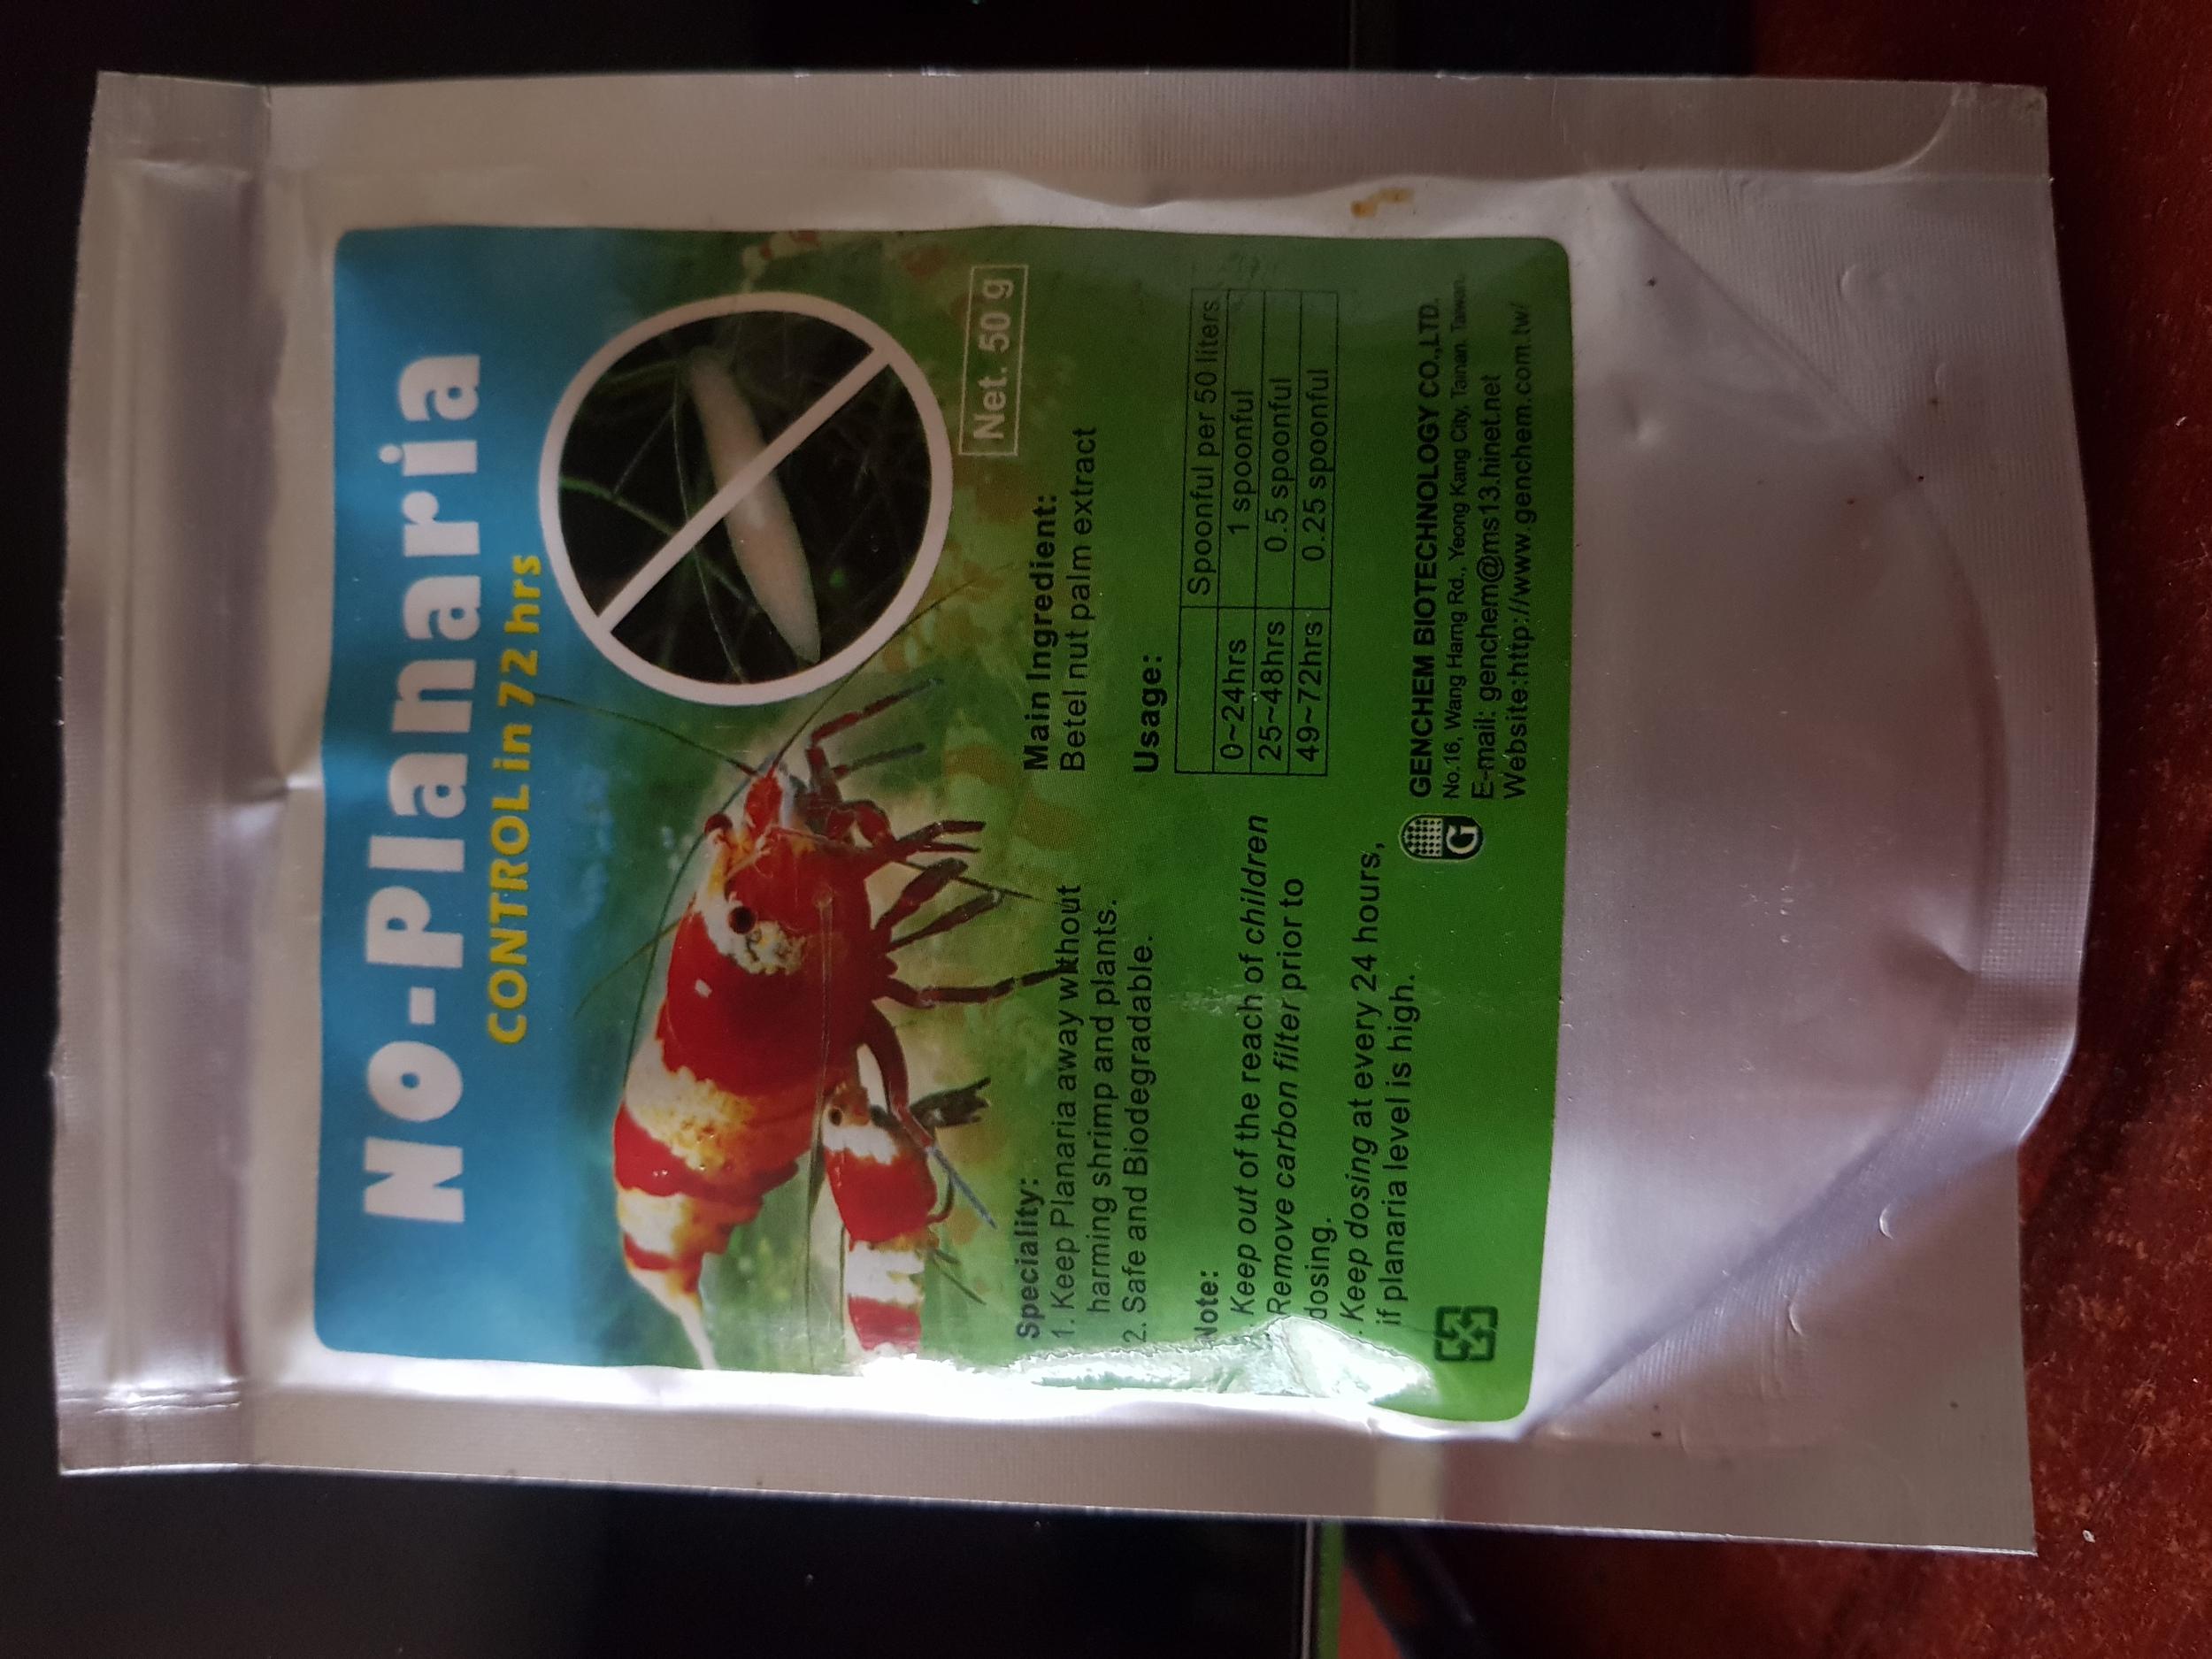 No-Planaria
CONTROL in 72 hrs
Net. 50 g
Speciality:
1. Keep Planaria away without
harming shrimp and plants.
2. Safe and Biodegradable.
Note:
. Keep out of the reach of children
Remove carbon filter prior to
dosing.
. Keep dosing at every 24 hours,
if planaria level is high.
Main Ingredient:
Betel nut palm extract
Usage:
Spoonful per 50 liters
0~24hrs 1 spoonful
25~48hrs 0.5 spoonful
49~72hrs 0.25 spoonful
G
GENCHEM BIOTECHNOLOGY CO.,LTD.
No.16, Wang Harng Rd., Yeong Kang City, Tainan. Taiwan.
E-mail: genchem@ms13.hinet.net
Website:http://www.genchem.com.tw/